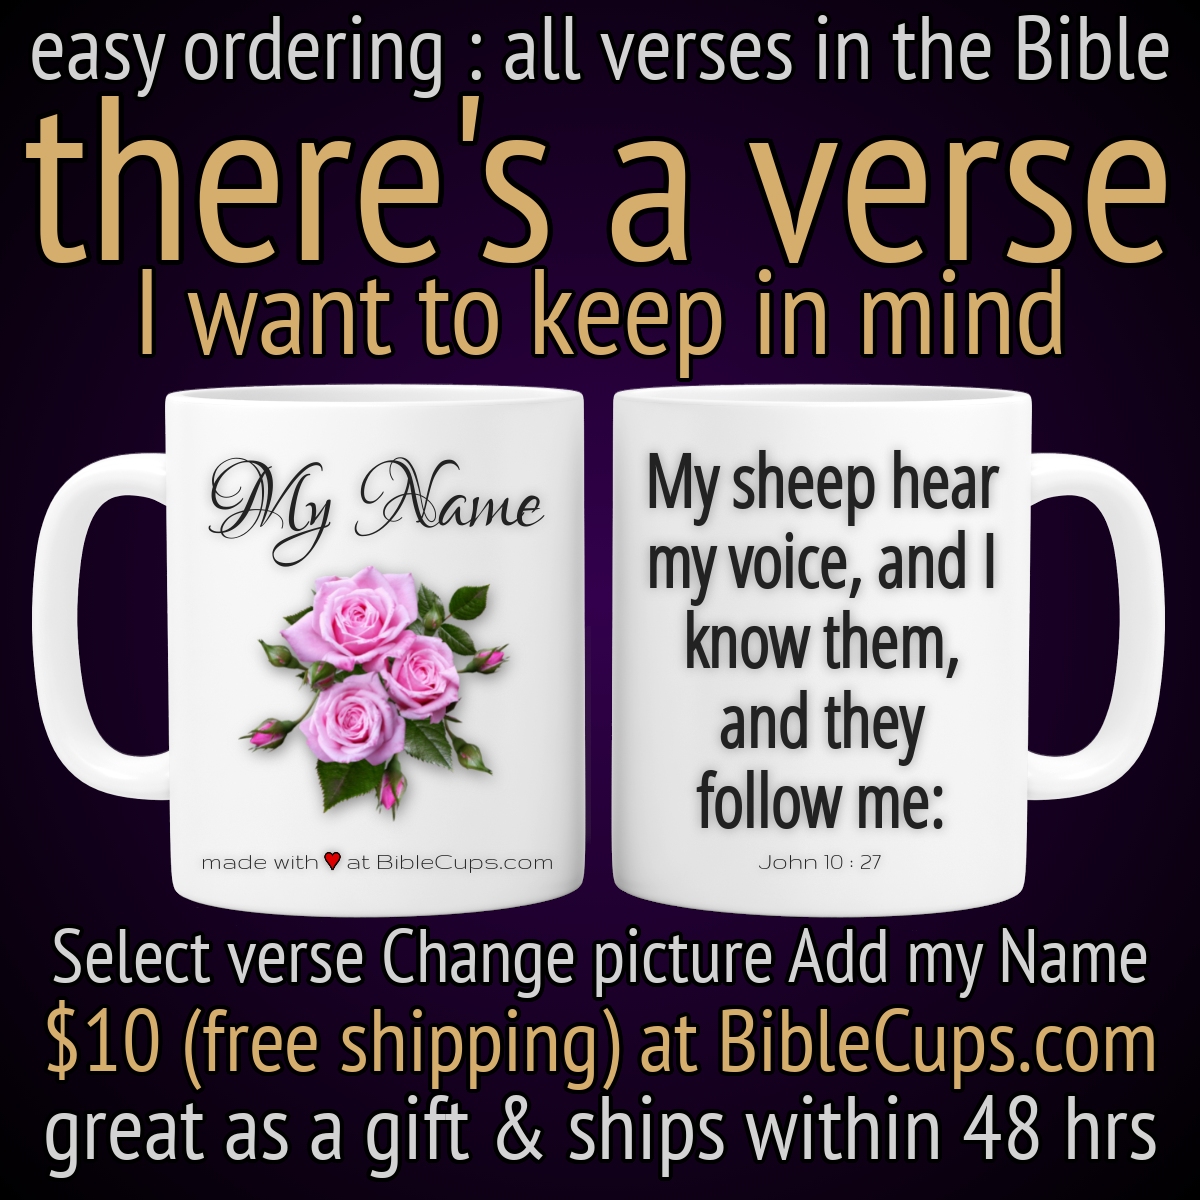 easy ordering : all verses in the Bible
there's a verse
I want to keep in mind
My Name
made with ❤ at BibleCups.com
My sheep hear
my voice, and I
know them,
and they
follow me:
John 10 : 27
Select verse Change picture Add my Name
$10 (free shipping) at BibleCups.com
great as a gift & ships within 48 hrs